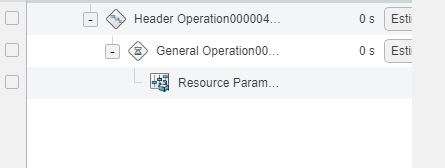 Header Operation000004... 0 s Esti
General Operation00... 0 s Esti
Resource Param...